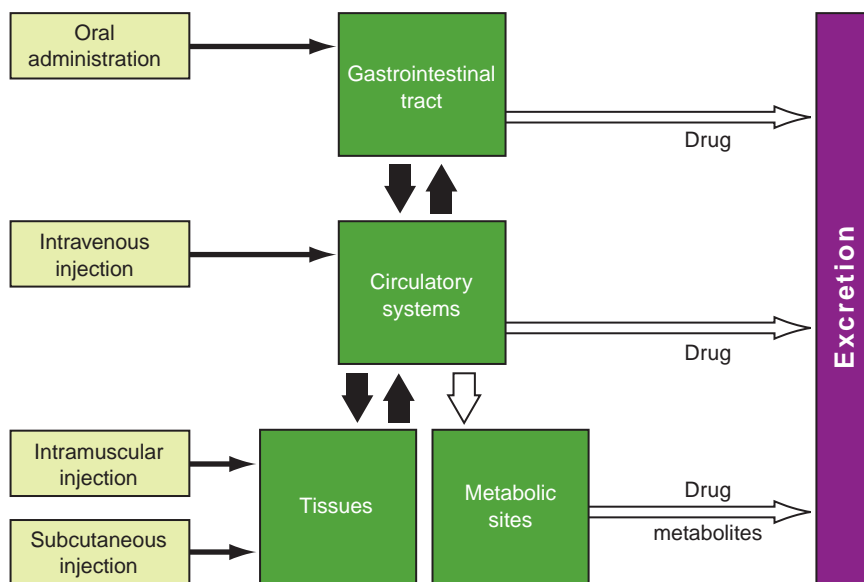 Oral
administration
Gastrointestinal
tract
Drug
Intravenous
injection
Circulatory
systems
Drug
Excretion
Intramuscular
injection
Subcutaneous
injection
Tissues
Metabolic
sites
Drug
metabolites